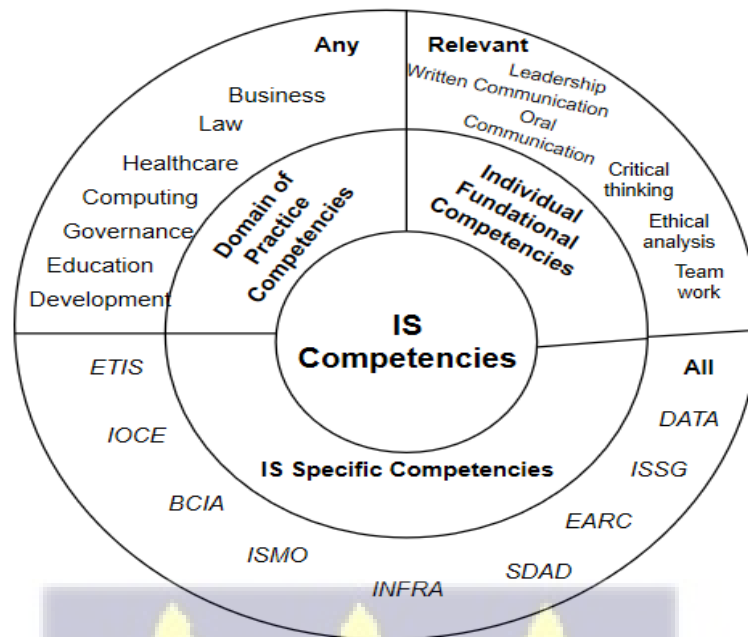 Any
Business
Law
Healthcare
Computing
Governance
Education
Development
Relevant
Leadership
Written Communication
Oral
Communication
Critical
thinking
Ethical
analysis
Team
work
Domain of
Practice
Competencies
Individual
Fundational
Competencies
IS
Competencies
IS Specific Competencies
All
DATA
ISSG
EARC
SDAD
INFRA
ISMO
BCIA
IOCE
ETIS